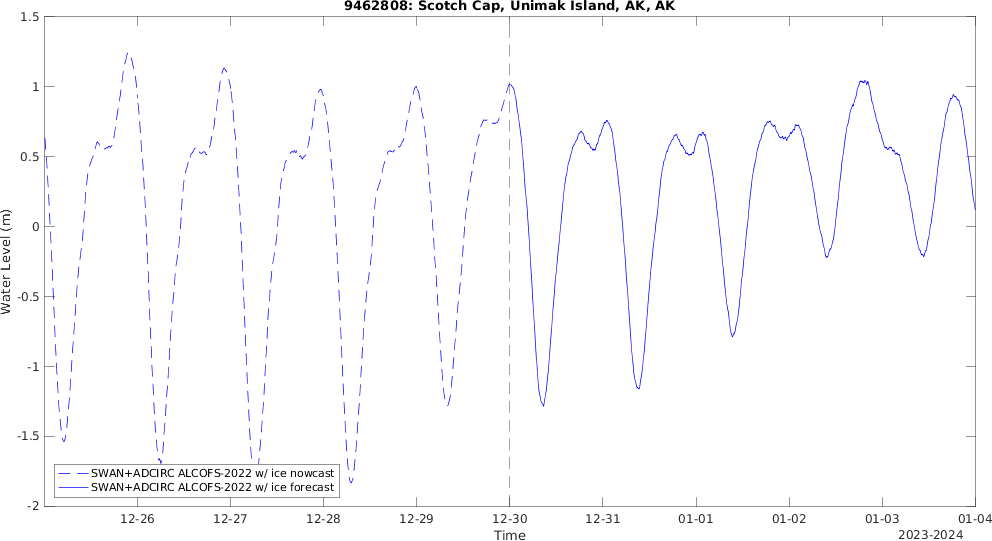 9462808: Scotch Cap, Unimak Island, AK, AK
1.5
1
0.5
0
-0.5
-1
-1.5
-2
Water Level (m)
SWAN+ADCIRC ALCOFS-2022 w/ ice nowcast
SWAN+ADCIRC ALCOFS-2022 w/ ice forecast
12-26 12-27 12-28 12-29 12-30 12-31 01-01 01-02 01-03 01-04
Time
2023-2024